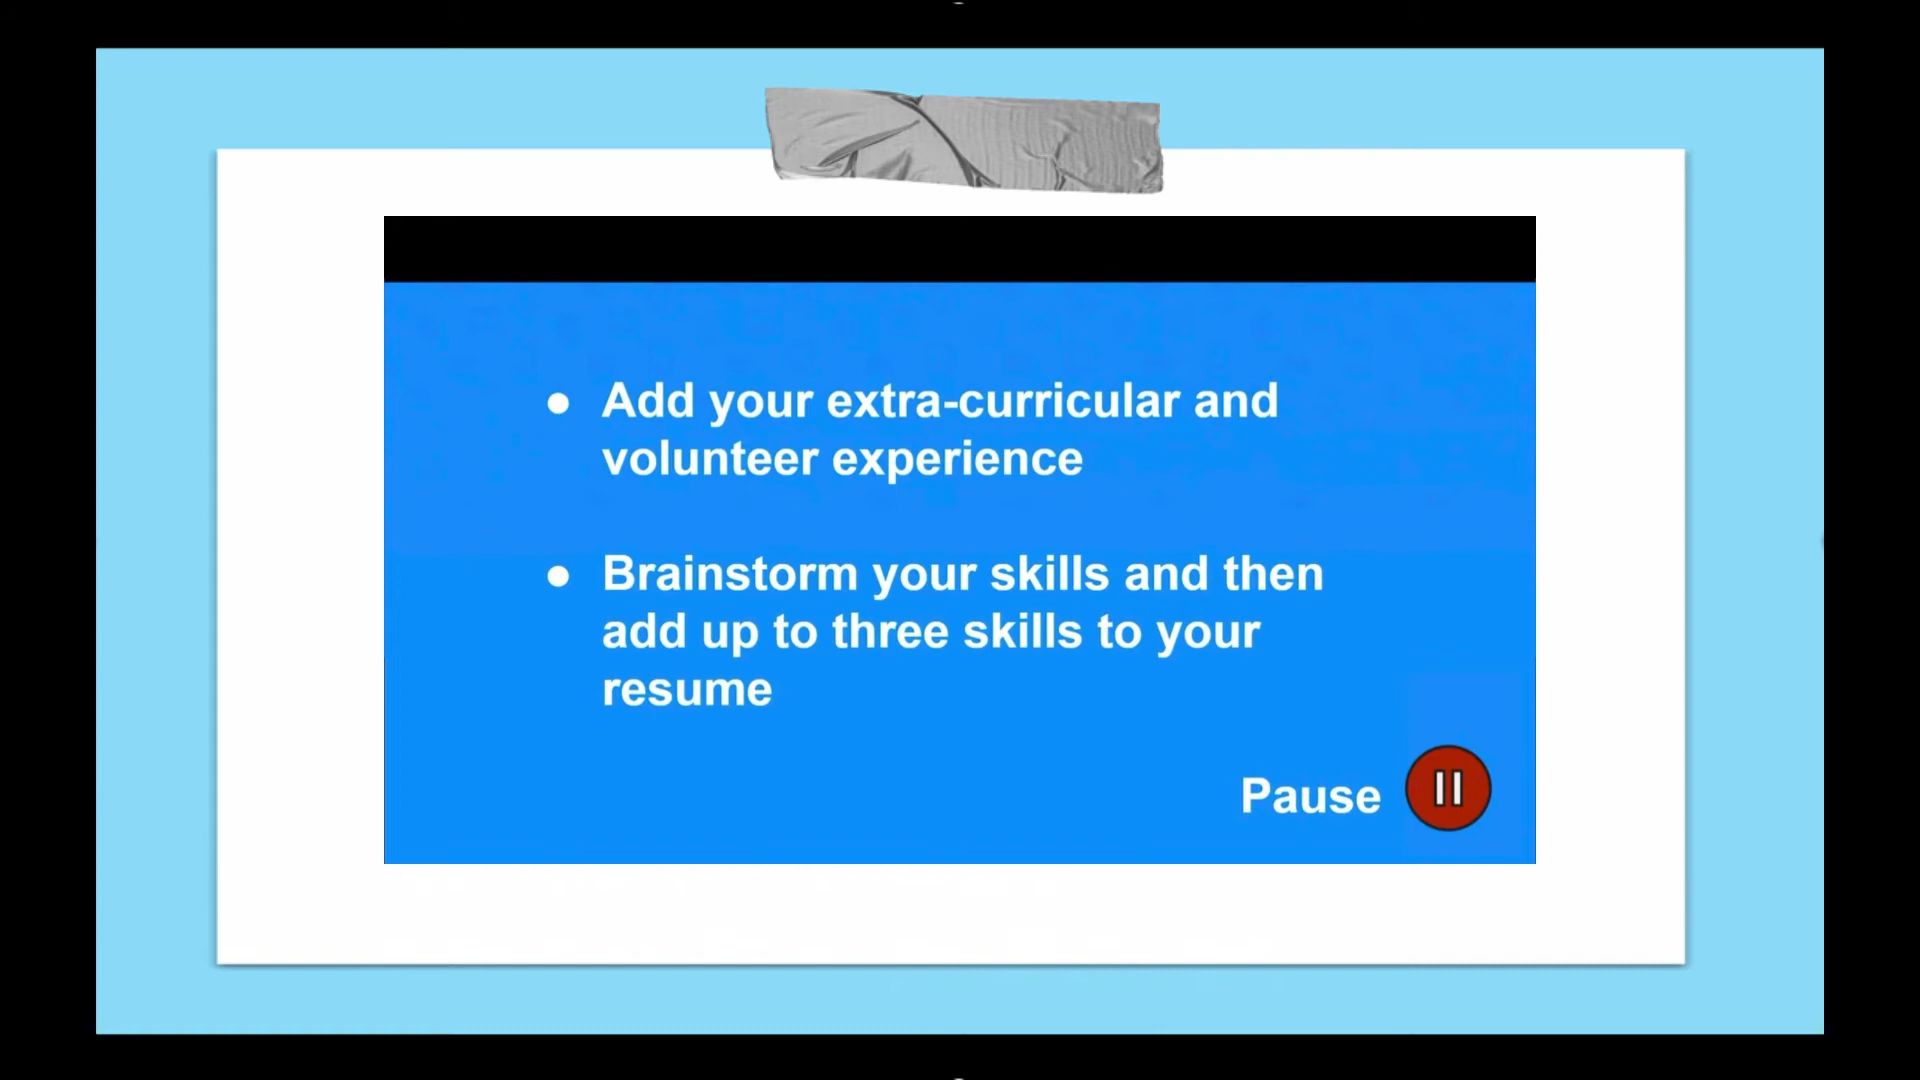 ● Add your extra-curricular and
volunteer experience
● Brainstorm your skills and then
add up to three skills to your
resume
Pause